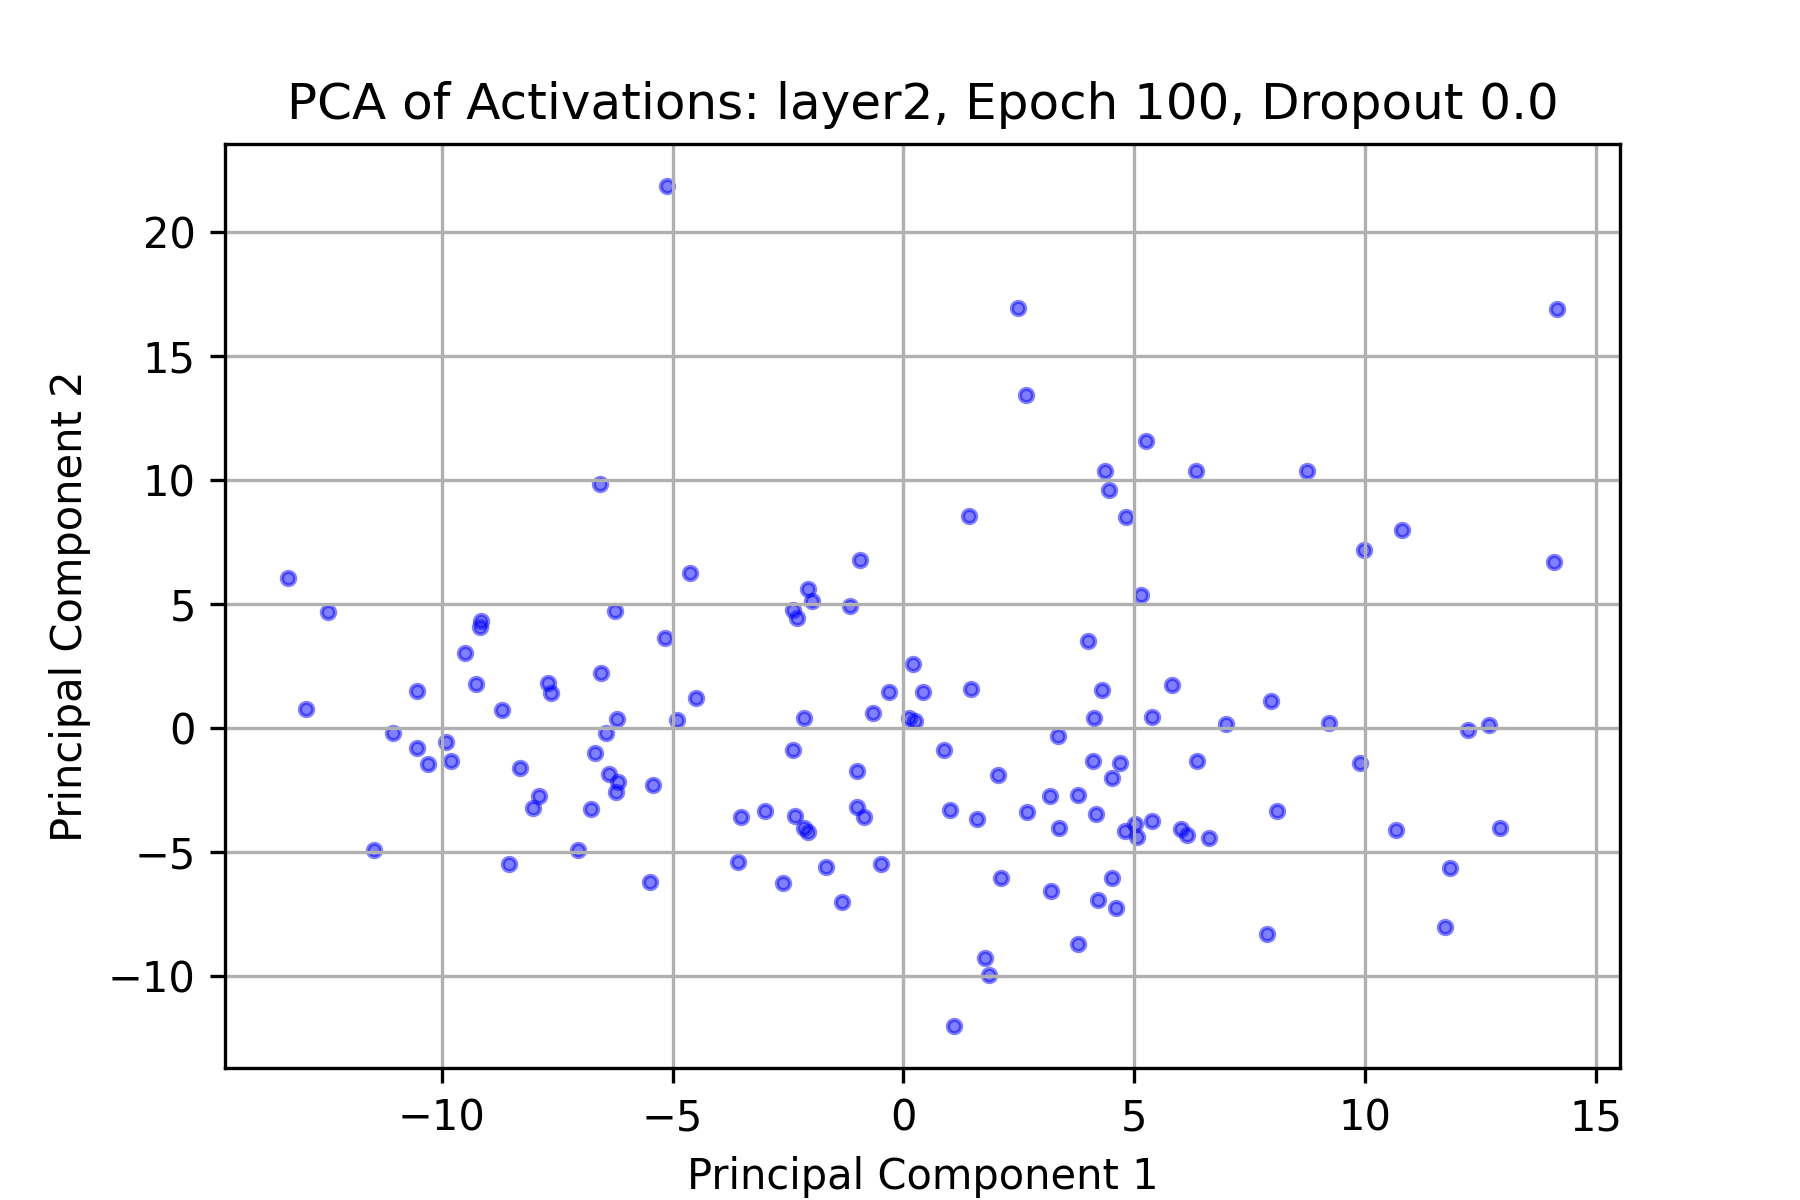 PCA of Activations: layer2, Epoch 100, Dropout 0.0
Principal Component 2
20
15
10
5
0
−5
−10
−10 −5 0 5 10 15
Principal Component 1